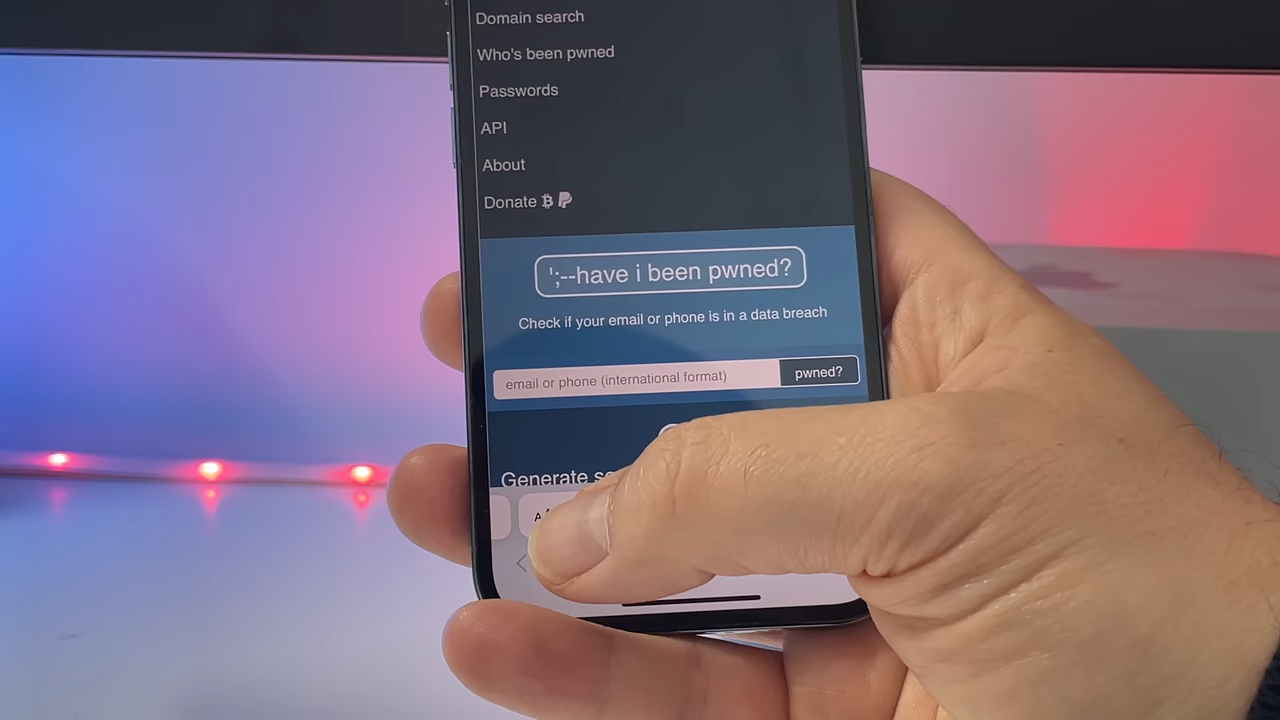 Domain search
Who's been pwned
Passwords
API
About
Donate
';--have i been pwned?
Check if your email or phone is in a data breach
email or phone (international format)
pwned?
Generate